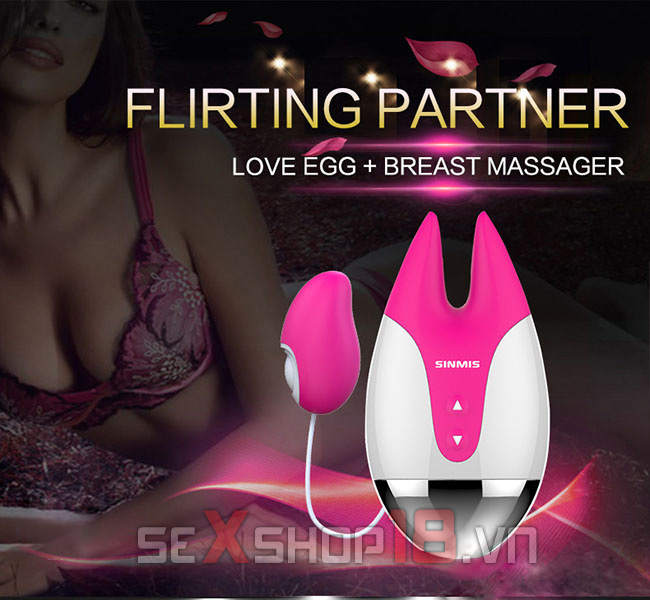 FLIRTING PARTNER
LOVE EGG + BREAST MASSAGER
SINMIS
seXshop18.vn